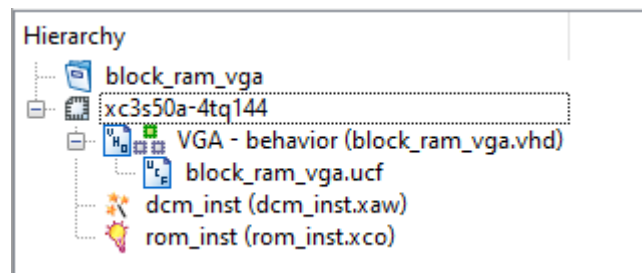 Hierarchy
block_ram_vga
xc3s50a-4tq144
VGA - behavior (block_ram_vga.vhd)
block_ram_vga.ucf
dcm_inst (dcm_inst.xaw)
rom_inst (rom_inst.xco)